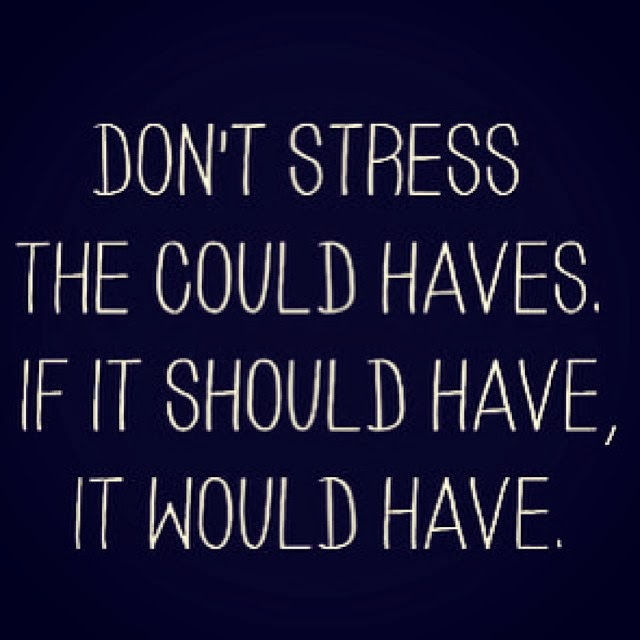 DON'T STRESS
THE COULD HAVES.
IF IT SHOULD HAVE,
IT WOULD HAVE.